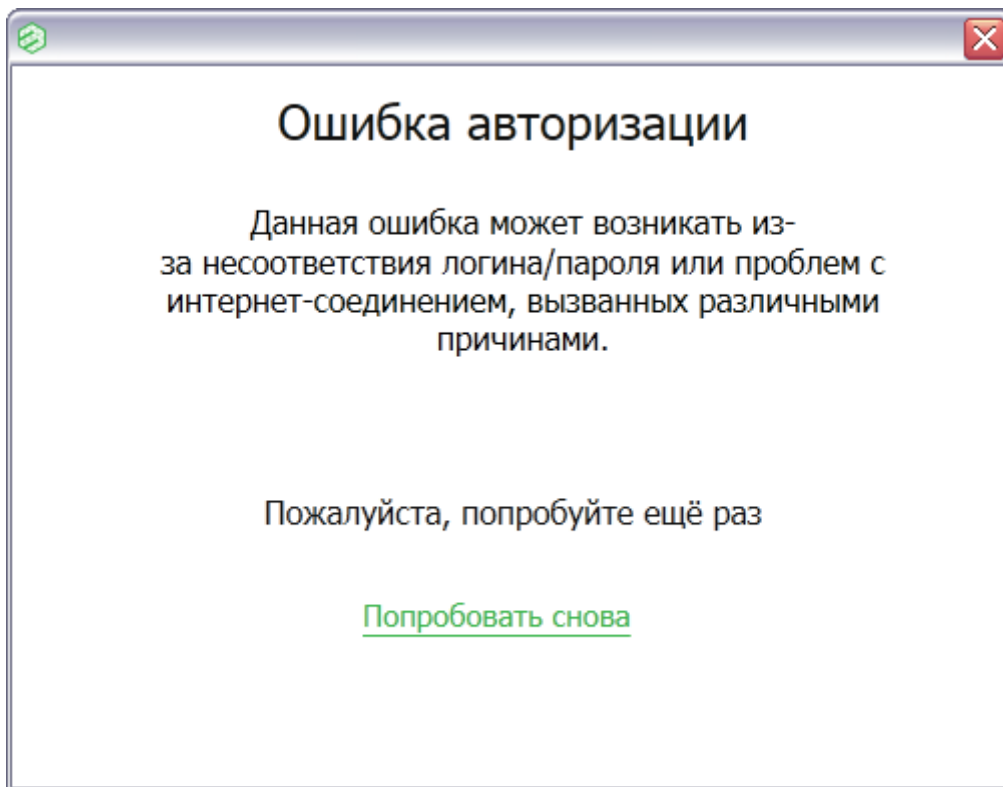 Ошибка авторизации
Данная ошибка может возникать из-
за несоответствия логина/пароля или проблем с
интернет-соединением, вызванных различными
причинами.
Пожалуйста, попробуйте ещё раз
Попробовать снова